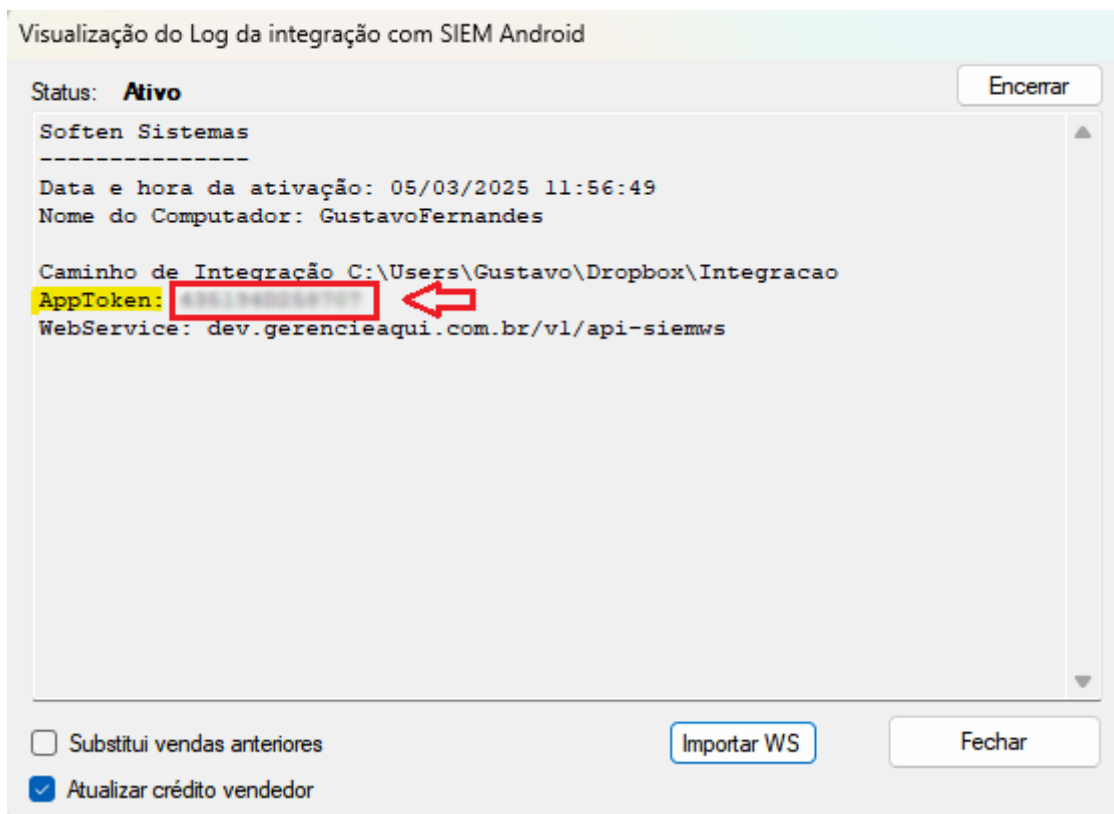 Visualização do Log da integração com SIEM Android
Status: Ativo
Encerrar
Soften Sistemas
---------------
Data e hora da ativação: 05/03/2025 11:56:49
Nome do Computador: GustavoFernandes
Caminho de Integração C:\Users\Gustavo\Dropbox\Integracao
AppToken:
WebService: dev.gerencieaqui.com.br/v1/api-siemws
Substitui vendas anteriores
Importar WS
Fechar
Atualizar crédito vendedor